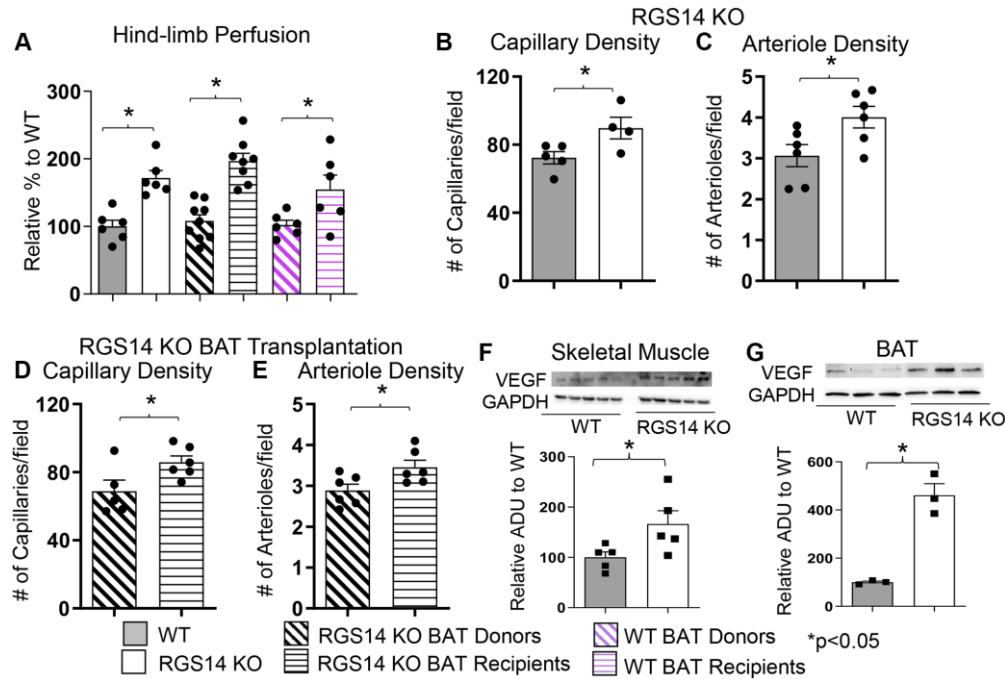 RGS14 KO
A
Hind-limb Perfusion
Relative % to WT
300
200
100
0
*
*
*
B
Capillary Density
# of Capillaries/field
120
80
40
0
*
C
Arteriole Density
# of Arterioles/field
5
4
3
2
1
0
*
RGS14 KO BAT Transplantation
D
Capillary Density
# of Capillaries/field
120
80
40
0
*
E
Arteriole Density
# of Arterioles/field
5
4
3
2
1
0
*
F
Skeletal Muscle
VEGF
GAPDH
WT
RGS14 KO
Relative ADU to WT
300
200
100
0
*
G
BAT
VEGF
GAPDH
WT
RGS14 KO
Relative ADU to WT
600
400
200
0
*
WT
RGS14 KO
RGS14 KO BAT Donors
RGS14 KO BAT Recipients
WT BAT Donors
WT BAT Recipients
*p<0.05